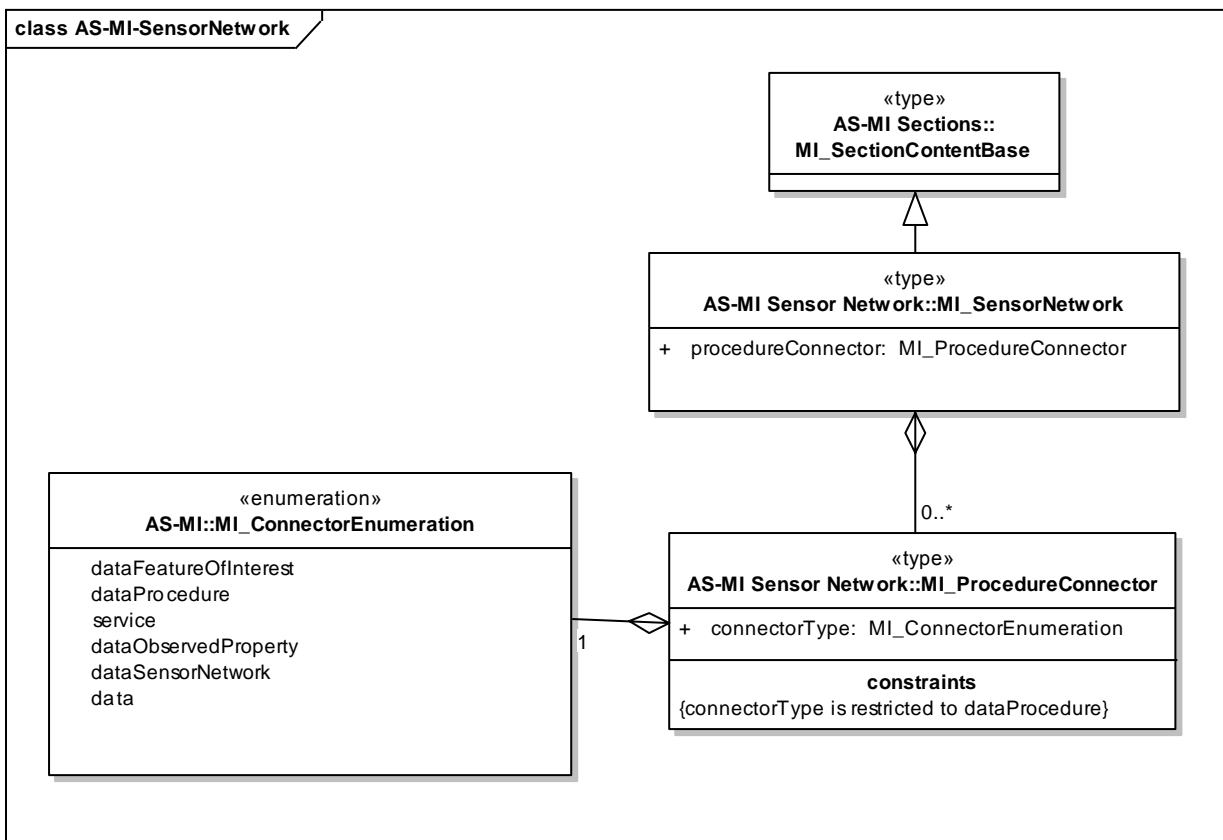 class AS-MI-SensorNetwork
«type»
AS-MI Sections::
MI_SectionContentBase
«type»
AS-MI Sensor Network::MI_SensorNetwork
+ procedureConnector: MI_ProcedureConnector
0..*
«enumeration»
AS-MI::MI_ConnectorEnumeration
dataFeatureOfInterest
dataProcedure
service
dataObservedProperty
dataSensorNetwork
data
1
«type»
AS-MI Sensor Network::MI_ProcedureConnector
+ connectorType: MI_ConnectorEnumeration
constraints
{connectorType is restricted to dataProcedure}